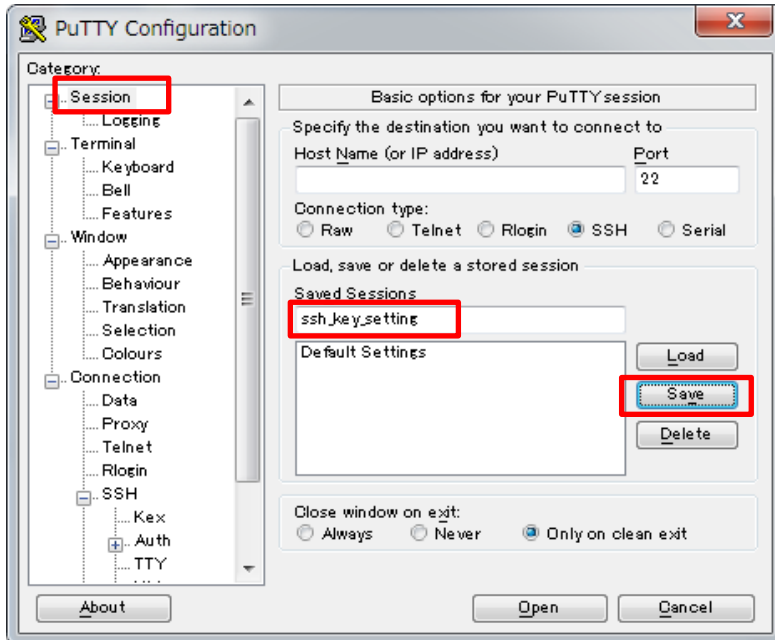 PuTTY Configuration
Category:
Session
Logging
Terminal
Keyboard
Bell
Features
Window
Appearance
Behaviour
Translation
Selection
Colours
Connection
Data
Proxy
Telnet
Rlogin
SSH
Kex
Auth
TTY
Basic options for your PuTTY session
Specify the destination you want to connect to
Host Name (or IP address) Port
22
Connection type:
Raw Telnet Rlogin SSH Serial
Load, save or delete a stored session
Saved Sessions
ssh_key_setting
Default Settings
Load
Save
Delete
Close window on exit:
Always Never Only on clean exit
About Open Cancel